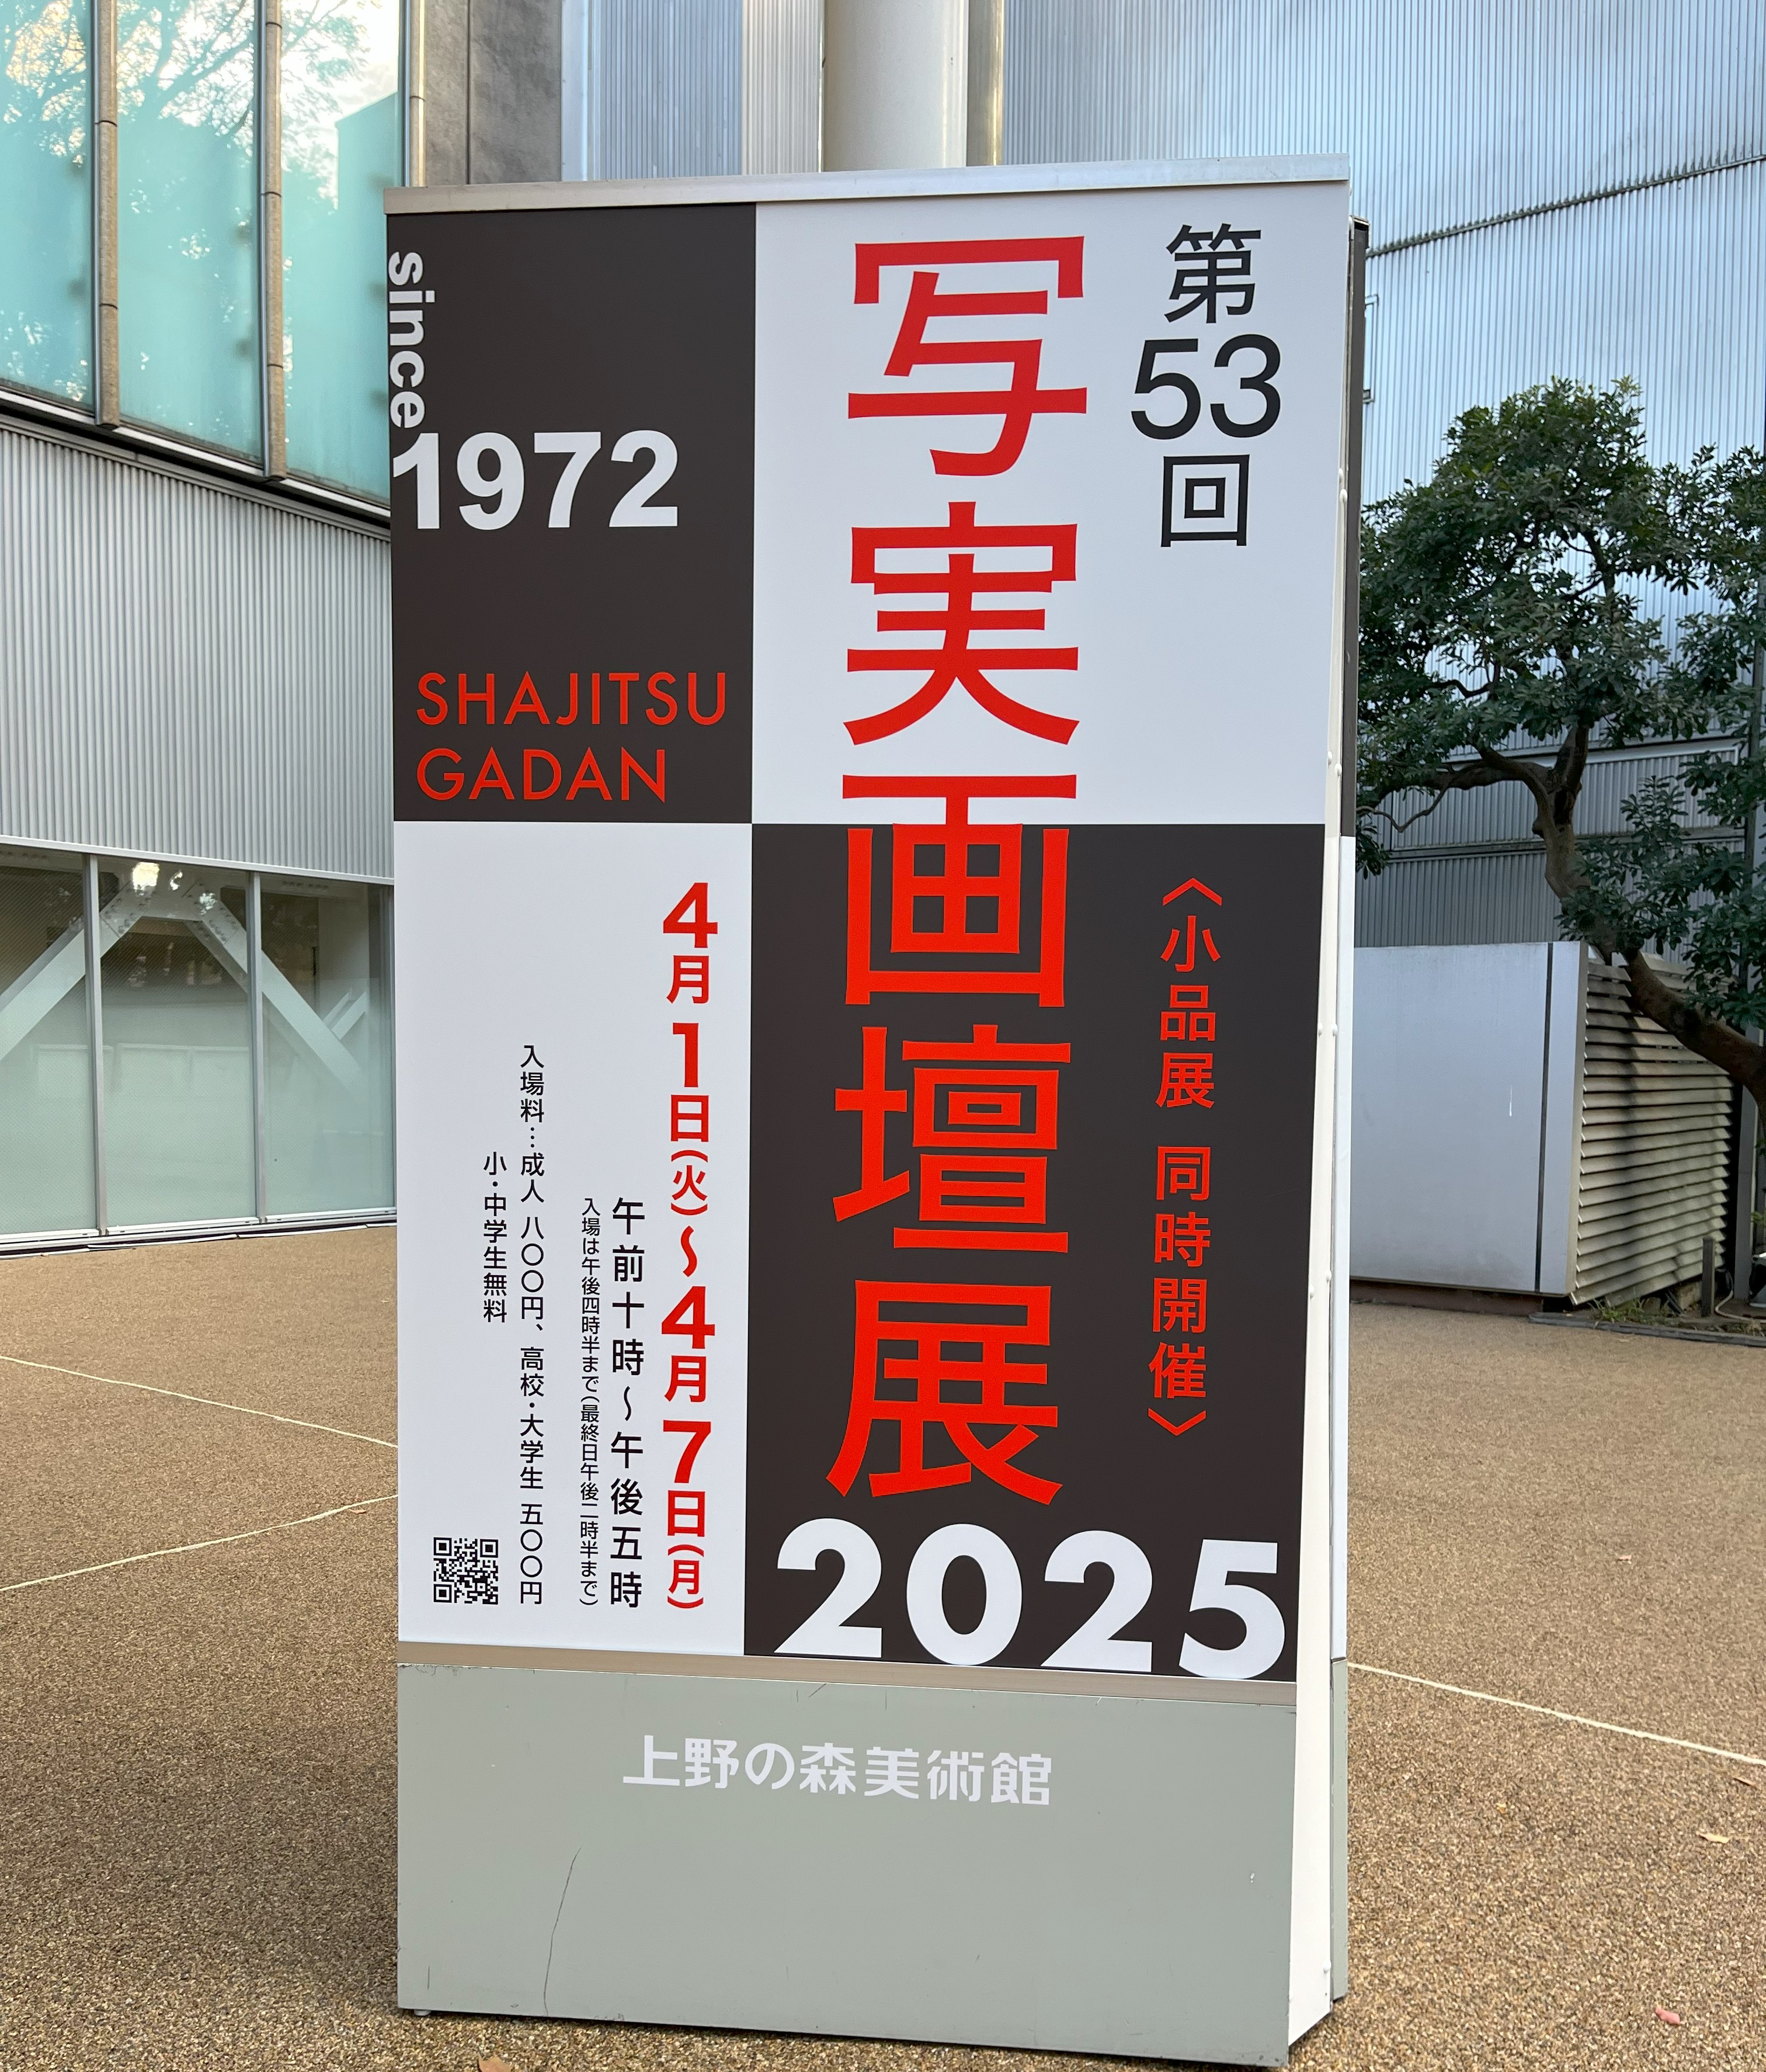 第53回
写実画壇展
2025
〈小品展 同時開催〉
since
1972
SHAJITSU
GADAN
4月1日(火)～4月7日(月)
午前十時～午後五時
入場は午後四時半まで(最終日午後二時半まで)
入場料…成人 八〇〇円、高校・大学生 五〇〇円
小・中学生無料
上野の森美術館